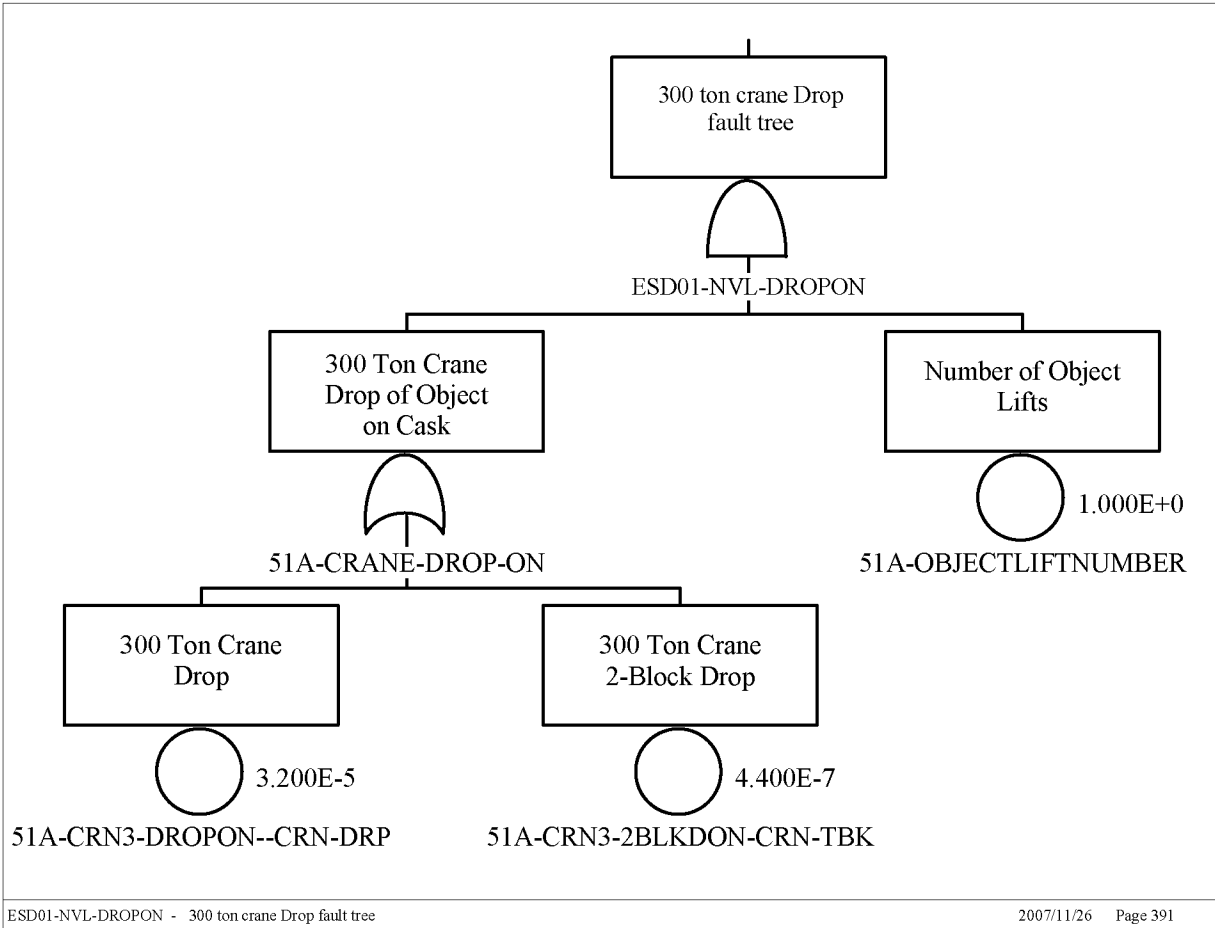 300 ton crane Drop
fault tree
ESD01-NVL-DROPON
300 Ton Crane
Drop of Object
on Cask
Number of Object
Lifts
1.000E+0
51A-CRANE-DROP-ON
51A-OBJECTLIFTNUMBER
300 Ton Crane
Drop
300 Ton Crane
2-Block Drop
3.200E-5
4.400E-7
51A-CRN3-DROPON--CRN-DRP
51A-CRN3-2BLKDON-CRN-TBK
ESD01-NVL-DROPON - 300 ton crane Drop fault tree
2007/11/26 Page 391